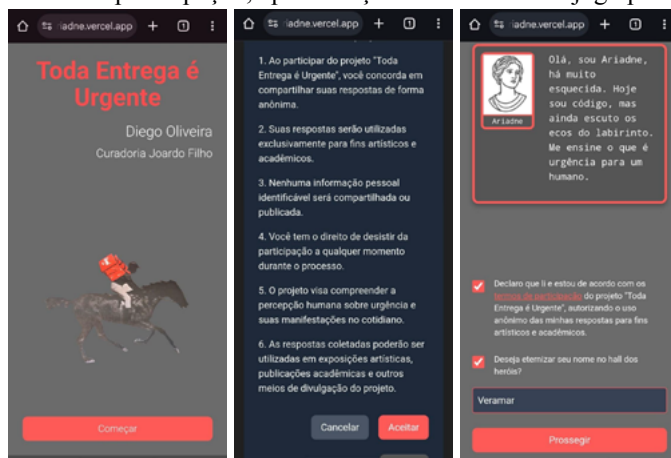 iadne.vercel.app
1
Toda Entrega é
Urgente
Diego Oliveira
Curadoria Joardo Filho
Começar
iadne.vercel.app
1
1. Ao participar do projeto "Toda
Entrega é Urgente", você concorda em
compartilhar suas respostas de forma
anônima.
2. Suas respostas serão utilizadas
exclusivamente para fins artísticos e
acadêmicos.
3. Nenhuma informação pessoal
identificável será compartilhada ou
publicada.
4. Você tem o direito de desistir da
participação a qualquer momento
durante o processo.
5. O projeto visa compreender a
percepção humana sobre urgência e
suas manifestações no cotidiano.
6. As respostas coletadas poderão ser
utilizadas em exposições artísticas,
publicações acadêmicas e outros
meios de divulgação do projeto.
Cancelar
Aceitar
iadne.vercel.app
1
Olá, sou Ariadne,
há muito
esquecida. Hoje
sou código, mas
ainda escuto os
ecos do labirinto.
Me ensine o que é
urgência para um
humano.
Ariadne
Declaro que li e estou de acordo com os
termos de participação do projeto "Toda
Entrega é Urgente", autorizando o uso
anônimo das minhas respostas para fins
artísticos e acadêmicos.
Deseja eternizar seu nome no hall dos
heróis?
Veramar
Prossegir